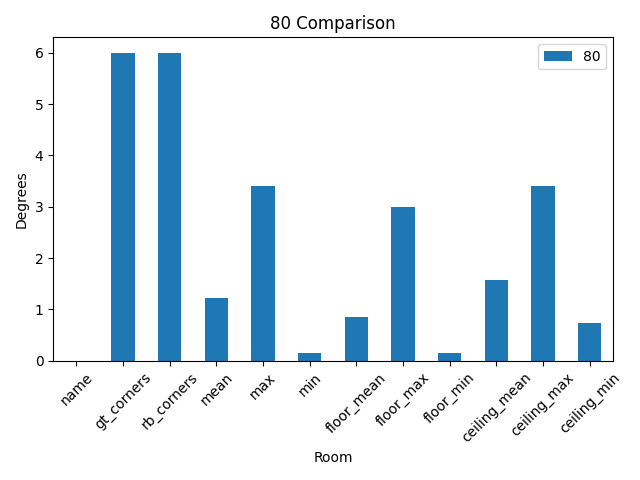 80 Comparison
80
Degrees
6
5
4
3
2
1
0
name
gt_corners
rb_corners
mean
max
min
floor_mean
floor_max
floor_min
ceiling_mean
ceiling_max
ceiling_min
Room